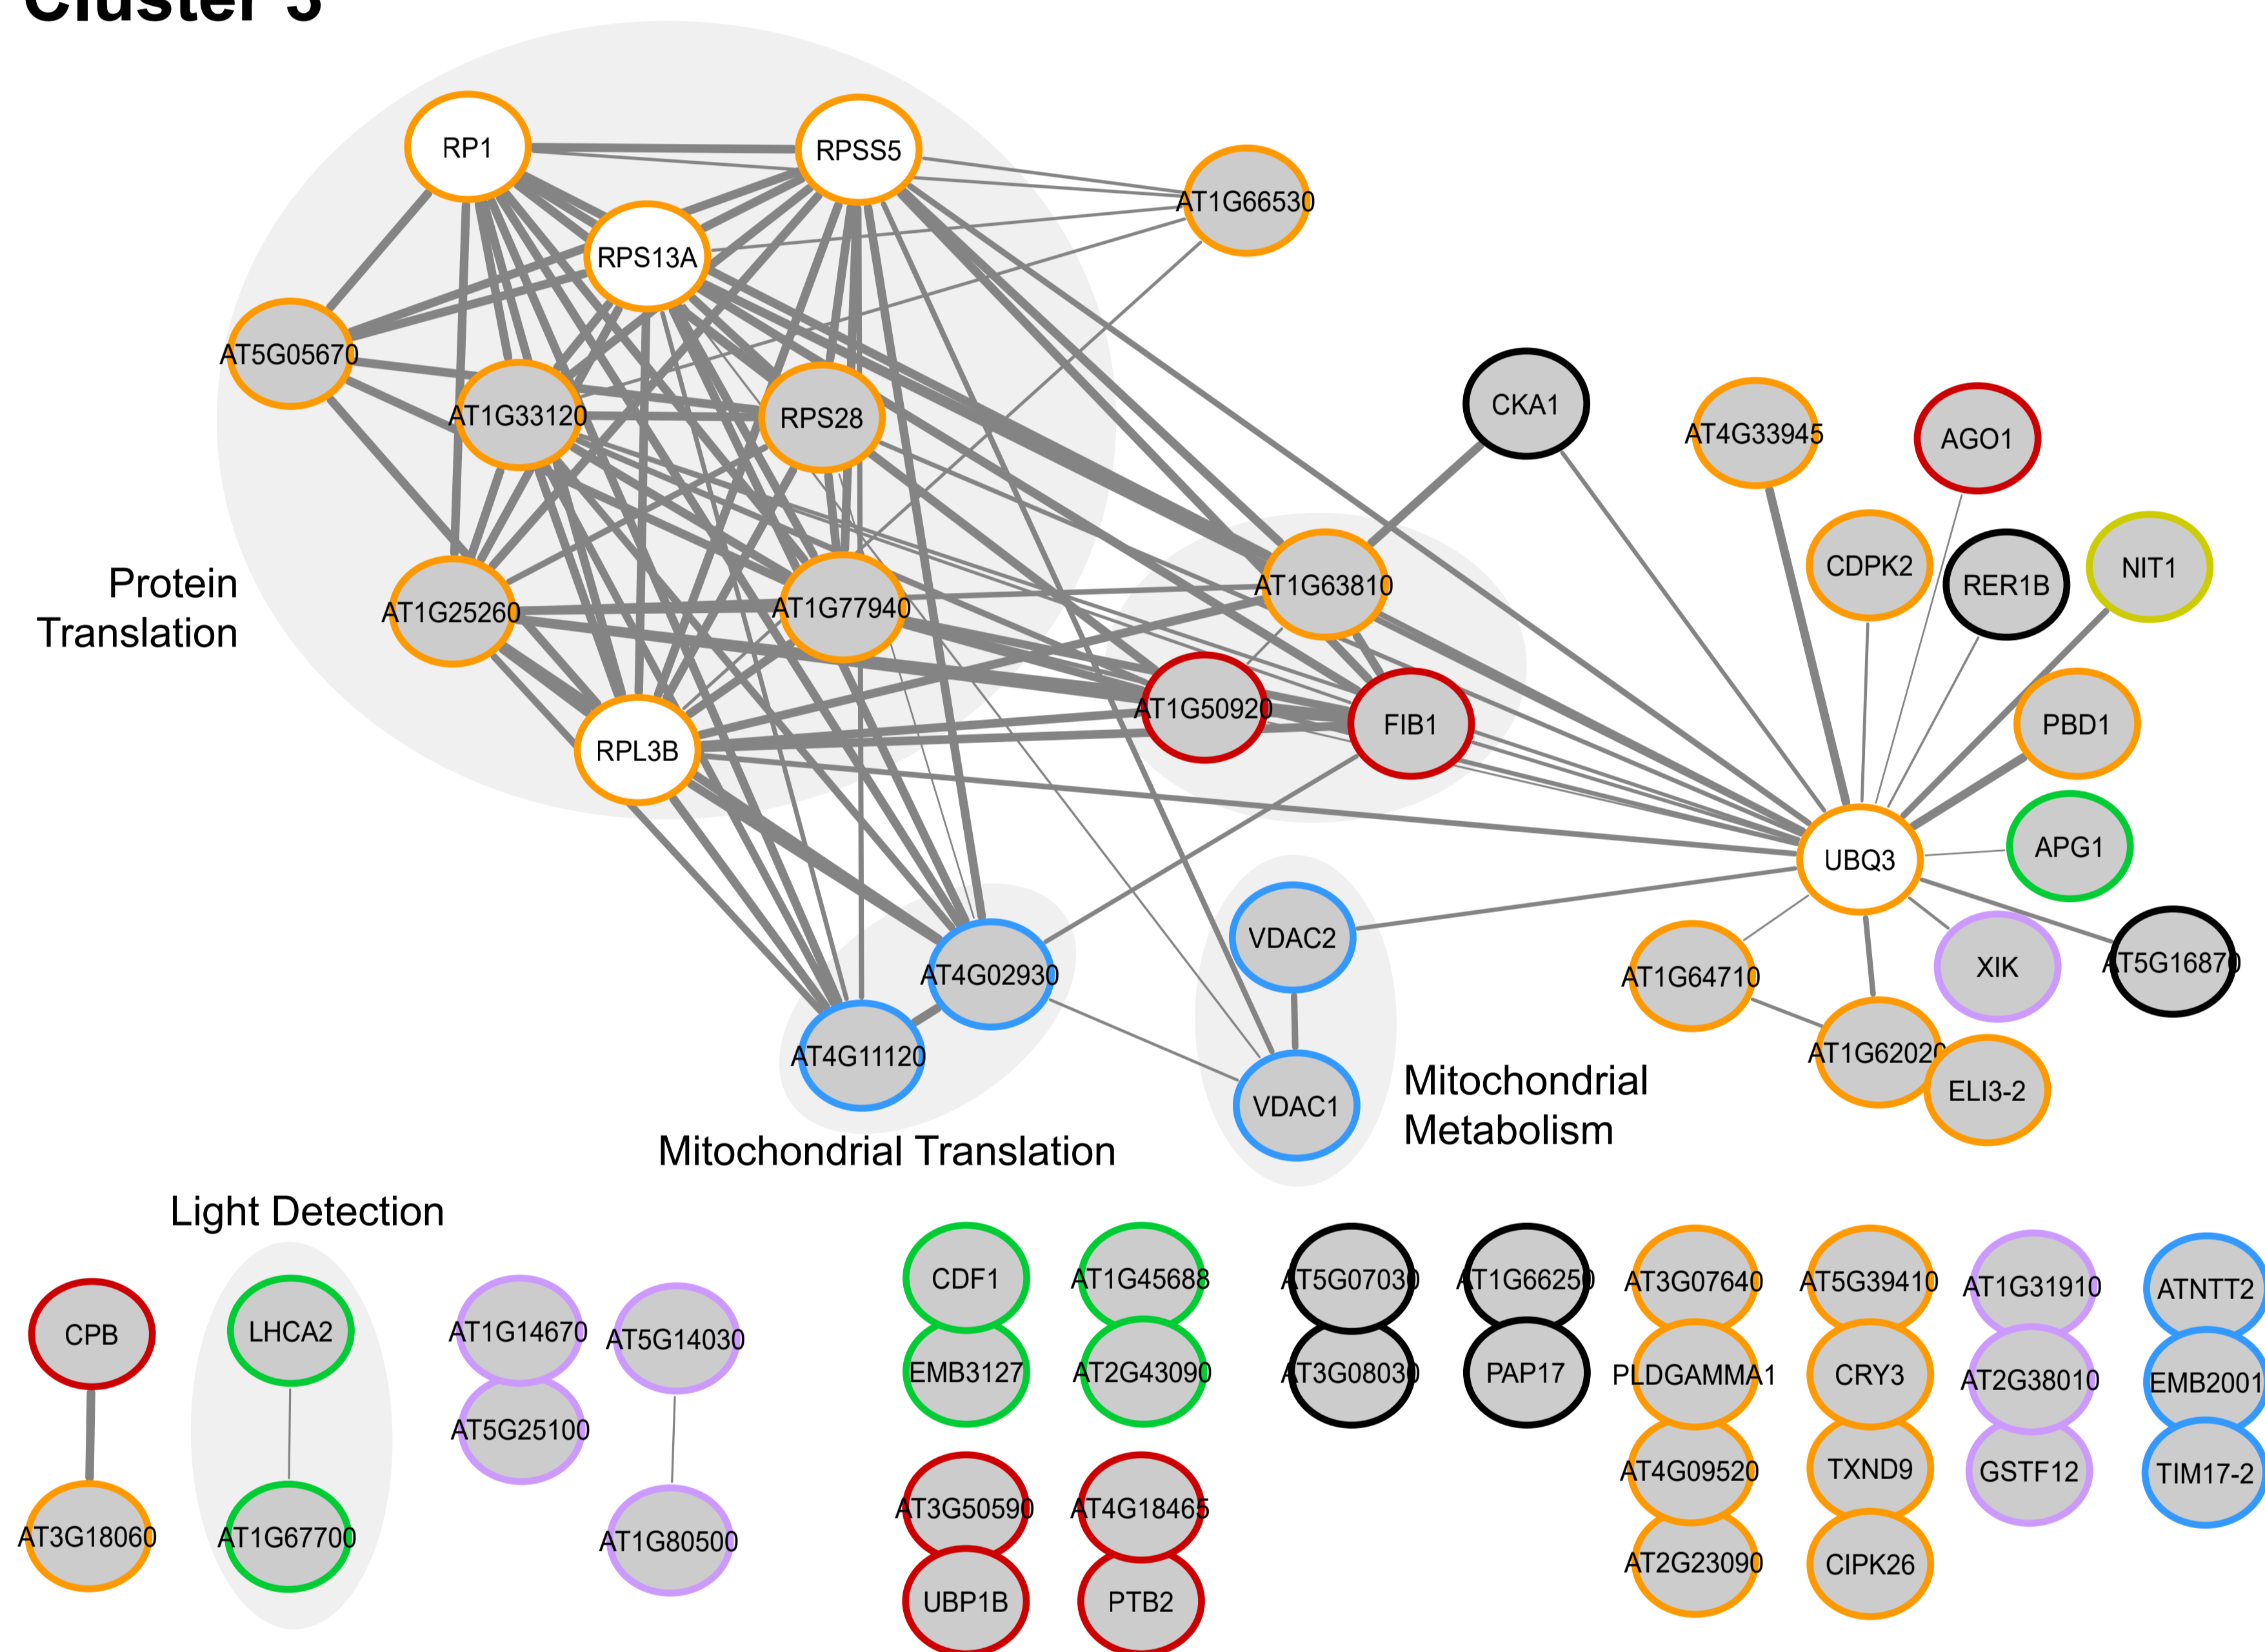 Cluster 3
RP1
RPSS5
RPS13A
AT1G66530
AT5G05670
AT1G33120
RPS28
CKA1
AT4G33945
AGO1
CDPK2
RER1B
NIT1
Protein
Translation
AT1G25260
AT1G77940
AT1G63810
AT1G50920
FIB1
PBD1
RPL3B
UBQ3
APG1
VDAC2
AT4G02930
AT1G64710
XIK
AT5G16870
AT4G11120
AT1G62020
ELI3-2
VDAC1
Mitochondrial
Metabolism
Mitochondrial Translation
Light Detection
CPB
LHCA2
AT1G14670
AT5G14030
AT5G25100
AT3G18060
AT1G67700
AT1G80500
CDF1
AT1G45688
AT5G07030
AT1G66250
AT3G07640
AT5G39410
AT1G31910
ATNTT2
EMB3127
AT2G43090
AT3G08030
PAP17
PLDGAMMA1
CRY3
AT2G38010
EMB2001
AT3G50590
AT4G18465
AT4G09520
TXND9
GSTF12
TIM17-2
UBP1B
PTB2
AT2G23090
CIPK26